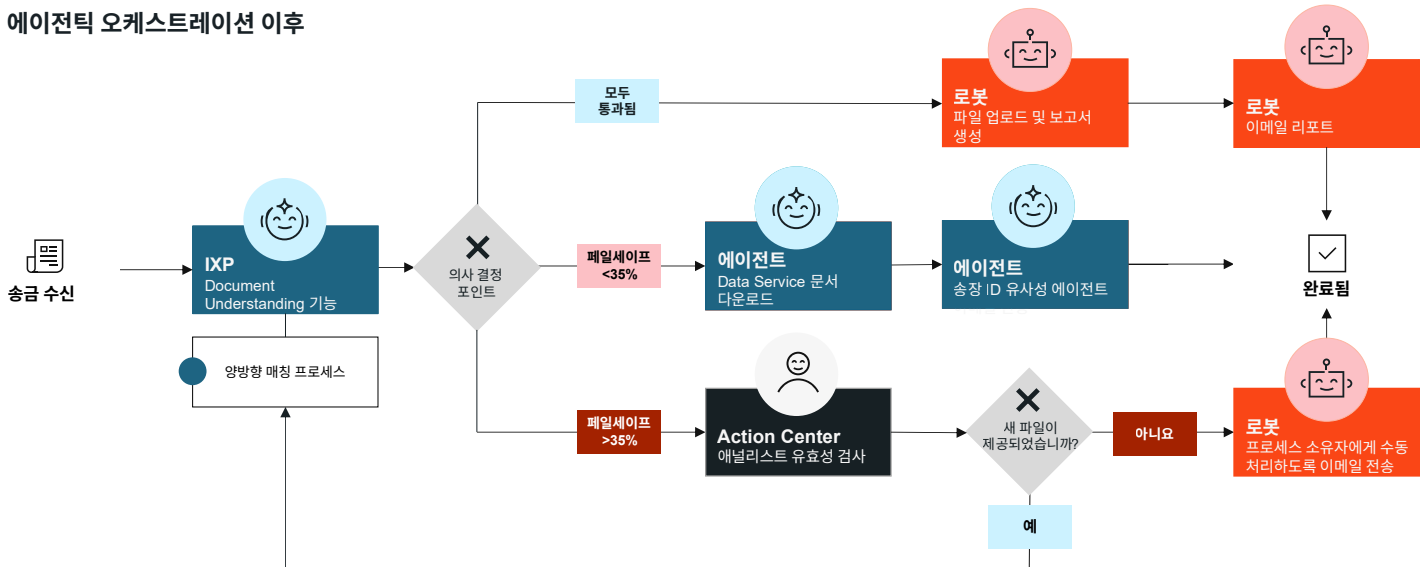 에이전틱 오케스트레이션 이후
송금 수신
IXP
Document
Understanding 기능
양방향 매칭 프로세스
의사 결정
포인트
모두
통과됨
로봇
파일 업로드 및 보고서
생성
로봇
이메일 리포트
페일세이프
<35%
에이전트
Data Service 문서
다운로드
에이전트
송장 ID 유사성 에이전트
완료됨
페일세이프
>35%
Action Center
애널리스트 유효성 검사
새 파일이
제공되었습니까?
아니요
로봇
프로세스 소유자에게 수동
처리하도록 이메일 전송
예